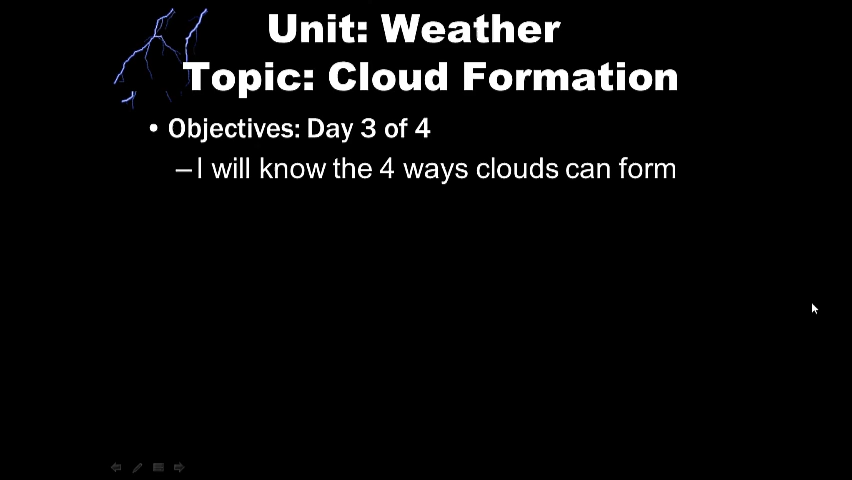 Unit: Weather
Topic: Cloud Formation
• Objectives: Day 3 of 4
–I will know the 4 ways clouds can form